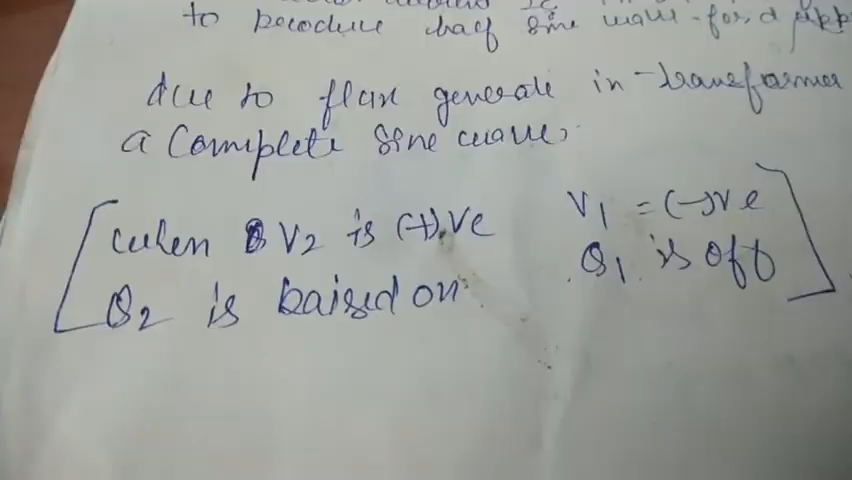 to produce half sine wave for d
due to flux generate in transformer
a Complete Sine wave.
when V2 is (+)ve V1 = (-)ve
Q2 is baised on Q1 is off